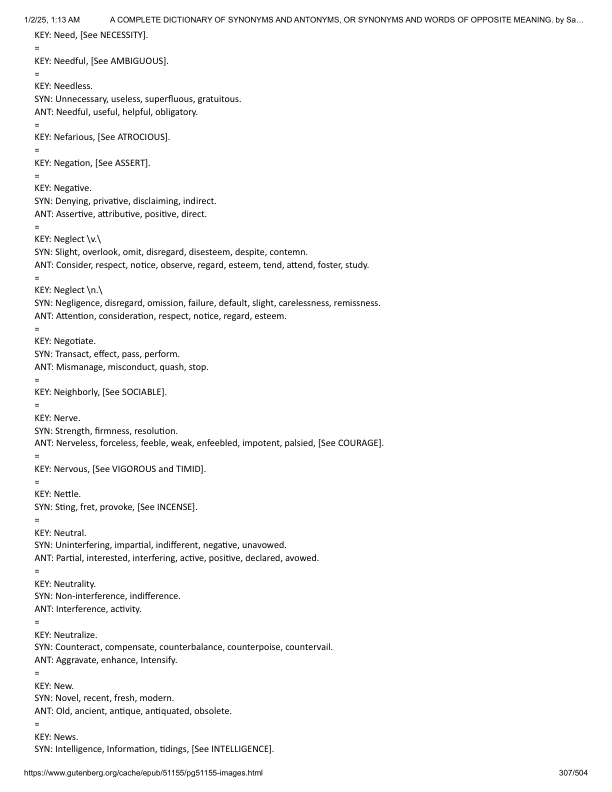 1/2/25, 1:13 AM A COMPLETE DICTIONARY OF SYNONYMS AND ANTONYMS, OR SYNONYMS AND WORDS OF OPPOSITE MEANING. by Sa…
KEY: Need, [See NECESSITY].
=
KEY: Needful, [See AMBIGUOUS].
=
KEY: Needless.
SYN: Unnecessary, useless, superfluous, gratuitous.
ANT: Needful, useful, helpful, obligatory.
=
KEY: Nefarious, [See ATROCIOUS].
=
KEY: Negation, [See ASSERT].
=
KEY: Negative.
SYN: Denying, privative, disclaiming, indirect.
ANT: Assertive, attributive, positive, direct.
=
KEY: Neglect \v.\
SYN: Slight, overlook, omit, disregard, disesteem, despite, contemn.
ANT: Consider, respect, notice, observe, regard, esteem, tend, attend, foster, study.
=
KEY: Neglect \n.\
SYN: Negligence, disregard, omission, failure, default, slight, carelessness, remissness.
ANT: Attention, consideration, respect, notice, regard, esteem.
=
KEY: Negotiate.
SYN: Transact, effect, pass, perform.
ANT: Mismanage, misconduct, quash, stop.
=
KEY: Neighborly, [See SOCIABLE].
=
KEY: Nerve.
SYN: Strength, firmness, resolution.
ANT: Nerveless, forceless, feeble, weak, enfeebled, impotent, palsied, [See COURAGE].
=
KEY: Nervous, [See VIGOROUS and TIMID].
=
KEY: Nettle.
SYN: Sting, fret, provoke, [See INCENSE].
=
KEY: Neutral.
SYN: Uninterfering, impartial, indifferent, negative, unavowed.
ANT: Partial, interested, interfering, active, positive, declared, avowed.
=
KEY: Neutrality.
SYN: Non-interference, indifference.
ANT: Interference, activity.
=
KEY: Neutralize.
SYN: Counteract, compensate, counterbalance, counterpoise, countervail.
ANT: Aggravate, enhance, Intensify.
=
KEY: New.
SYN: Novel, recent, fresh, modern.
ANT: Old, ancient, antique, antiquated, obsolete.
=
KEY: News.
SYN: Intelligence, Information, tidings, [See INTELLIGENCE].
https://www.gutenberg.org/cache/epub/51155/pg51155-images.html 307/504